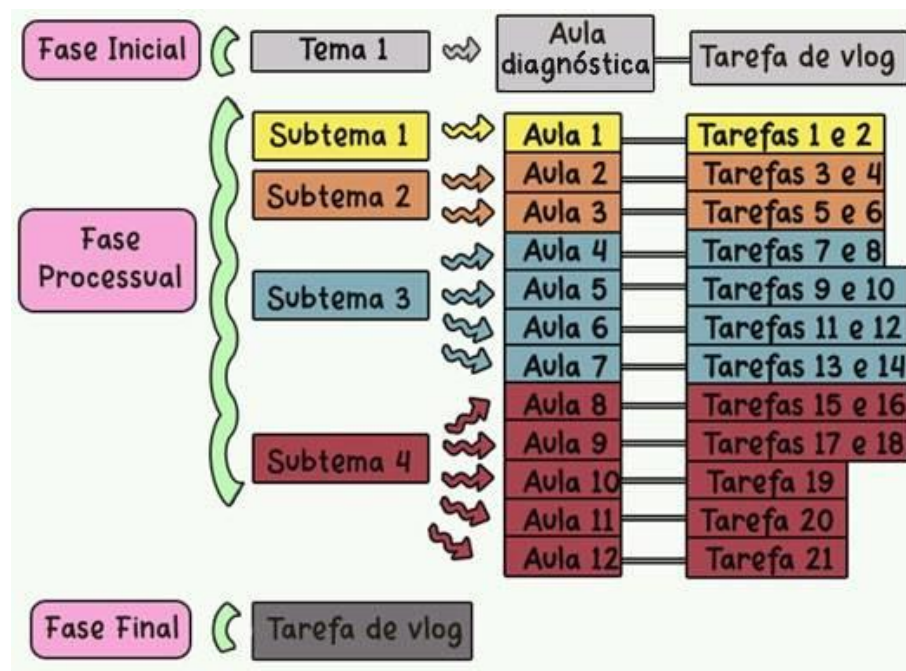 Fase Inicial
Tema 1
Aula
diagnóstica
Tarefa de vlog
Fase
Processual
Subtema 1
Aula 1
Tarefas 1 e 2
Subtema 2
Aula 2
Tarefas 3 e 4
Aula 3
Tarefas 5 e 6
Subtema 3
Aula 4
Tarefas 7 e 8
Aula 5
Tarefas 9 e 10
Aula 6
Tarefas 11 e 12
Aula 7
Tarefas 13 e 14
Subtema 4
Aula 8
Tarefas 15 e 16
Aula 9
Tarefas 17 e 18
Aula 10
Tarefa 19
Aula 11
Tarefa 20
Aula 12
Tarefa 21
Fase Final
Tarefa de vlog